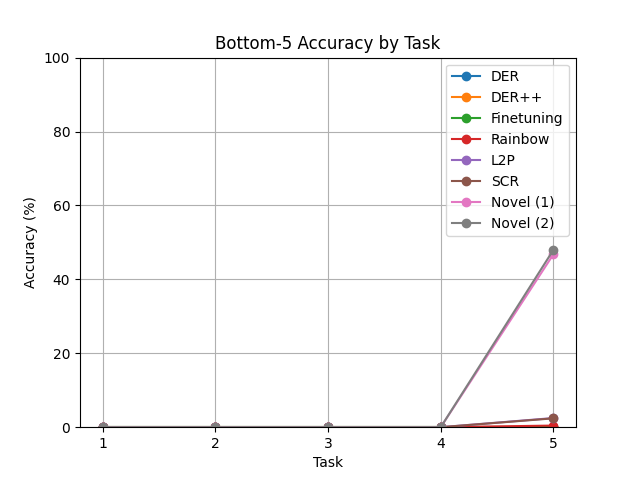 Bottom-5 Accuracy by Task
100
80
60
40
20
0
Accuracy (%)
1 2 3 4 5
Task
DER
DER++
Finetuning
Rainbow
L2P
SCR
Novel (1)
Novel (2)